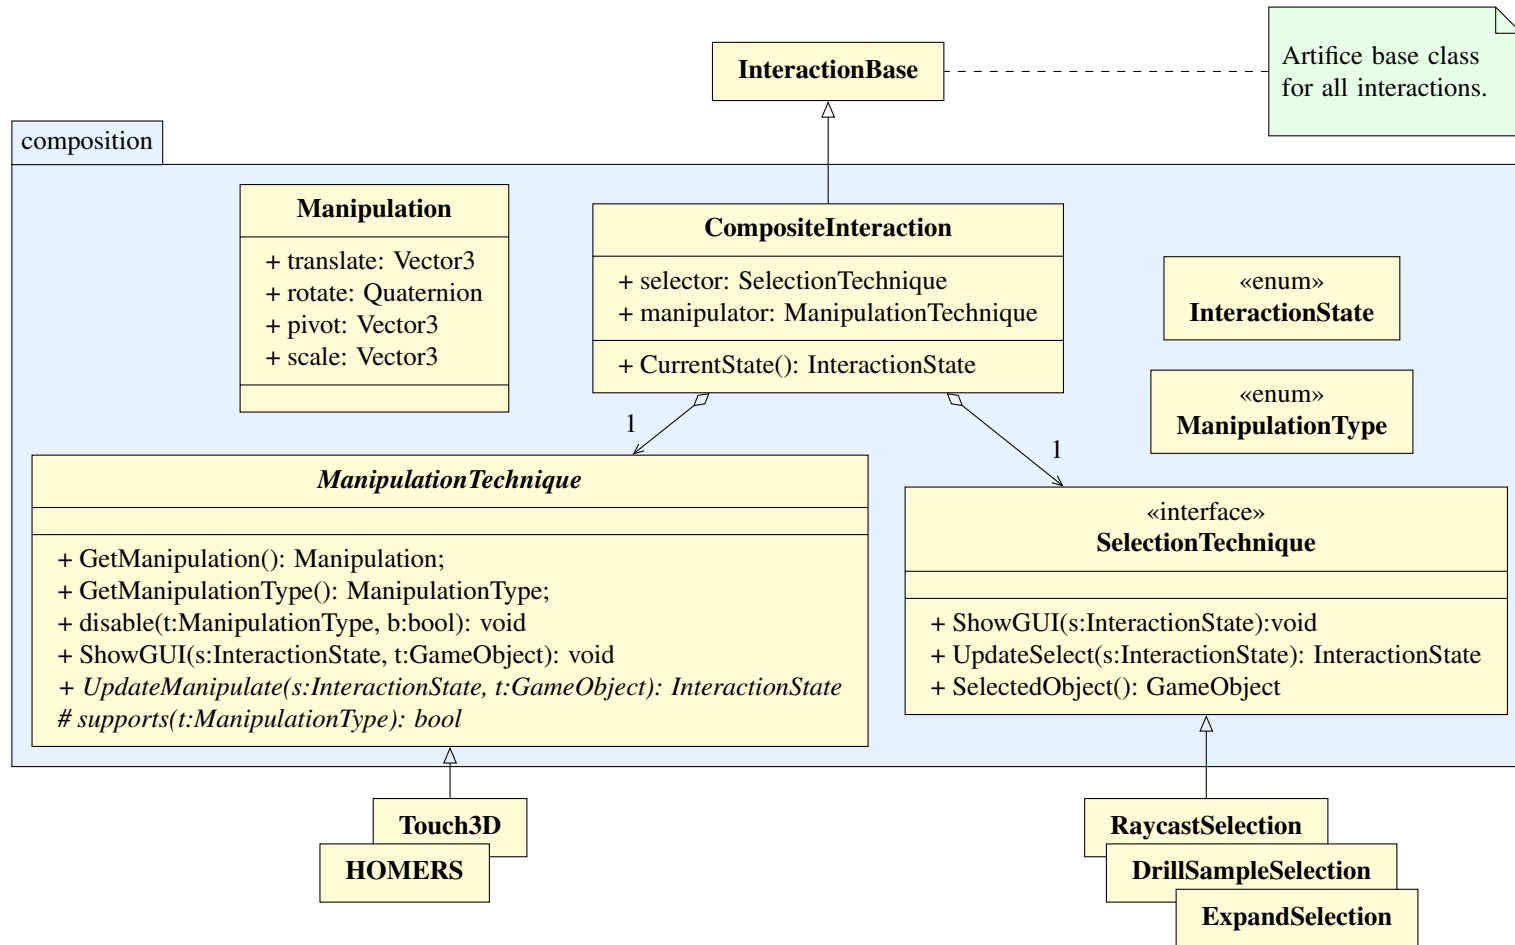 InteractionBase
Artifice base class
for all interactions.
composition
Manipulation
+ translate: Vector3
+ rotate: Quaternion
+ pivot: Vector3
+ scale: Vector3
CompositeInteraction
+ selector: SelectionTechnique
+ manipulator: ManipulationTechnique
+ CurrentState(): InteractionState
«enum»
InteractionState
«enum»
ManipulationType
1
1
ManipulationTechnique
+ GetManipulation(): Manipulation;
+ GetManipulationType(): ManipulationType;
+ disable(t:ManipulationType, b:bool): void
+ ShowGUI(s:InteractionState, t:GameObject): void
+ UpdateManipulate(s:InteractionState, t:GameObject): InteractionState
# supports(t:ManipulationType): bool
«interface»
SelectionTechnique
+ ShowGUI(s:InteractionState):void
+ UpdateSelect(s:InteractionState): InteractionState
+ SelectedObject(): GameObject
Touch3D
HOMERS
RaycastSelection
DrillSampleSelection
ExpandSelection